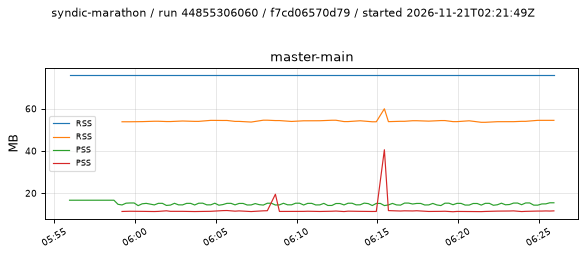 syndic-marathon / run 44855306060 / f7cd06570d79 / started 2026-11-21T02:21:49Z
master-main
MB
60
40
20
RSS
RSS
PSS
PSS
05:55
06:00
06:05
06:10
06:15
06:20
06:25